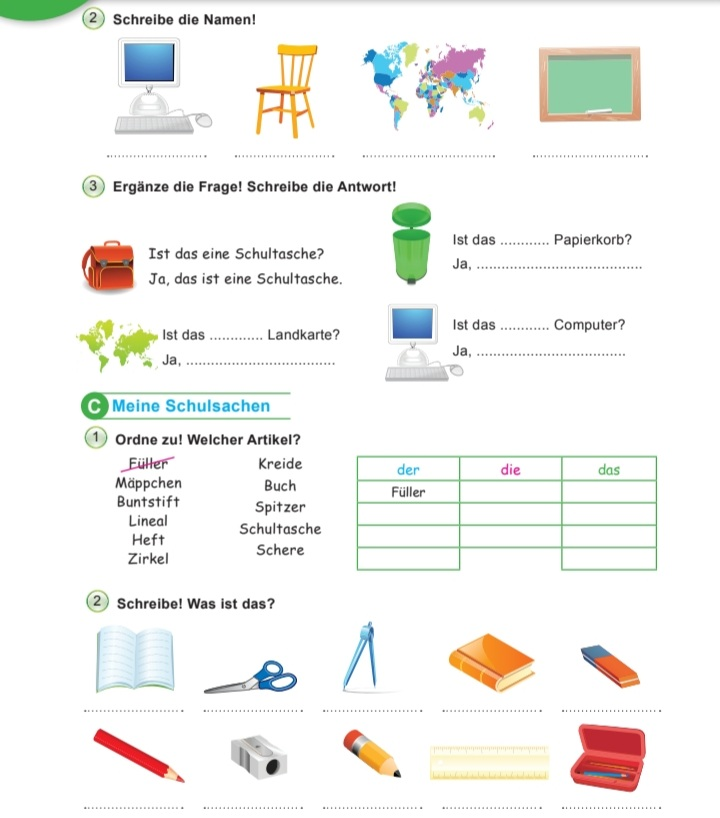 2 Schreibe die Namen!
3 Ergänze die Frage! Schreibe die Antwort!
Ist das eine Schultasche?
Ja, das ist eine Schultasche.
Ist das ............ Papierkorb?
Ja, ........................................
Ist das ............. Landkarte?
Ja, ....................................
Ist das ............ Computer?
Ja, ....................................
C Meine Schulsachen
1 Ordne zu! Welcher Artikel?
Füller
Mäppchen
Buntstift
Lineal
Heft
Zirkel
Kreide
Buch
Spitzer
Schultasche
Schere
der die das
Füller
2 Schreibe! Was ist das?